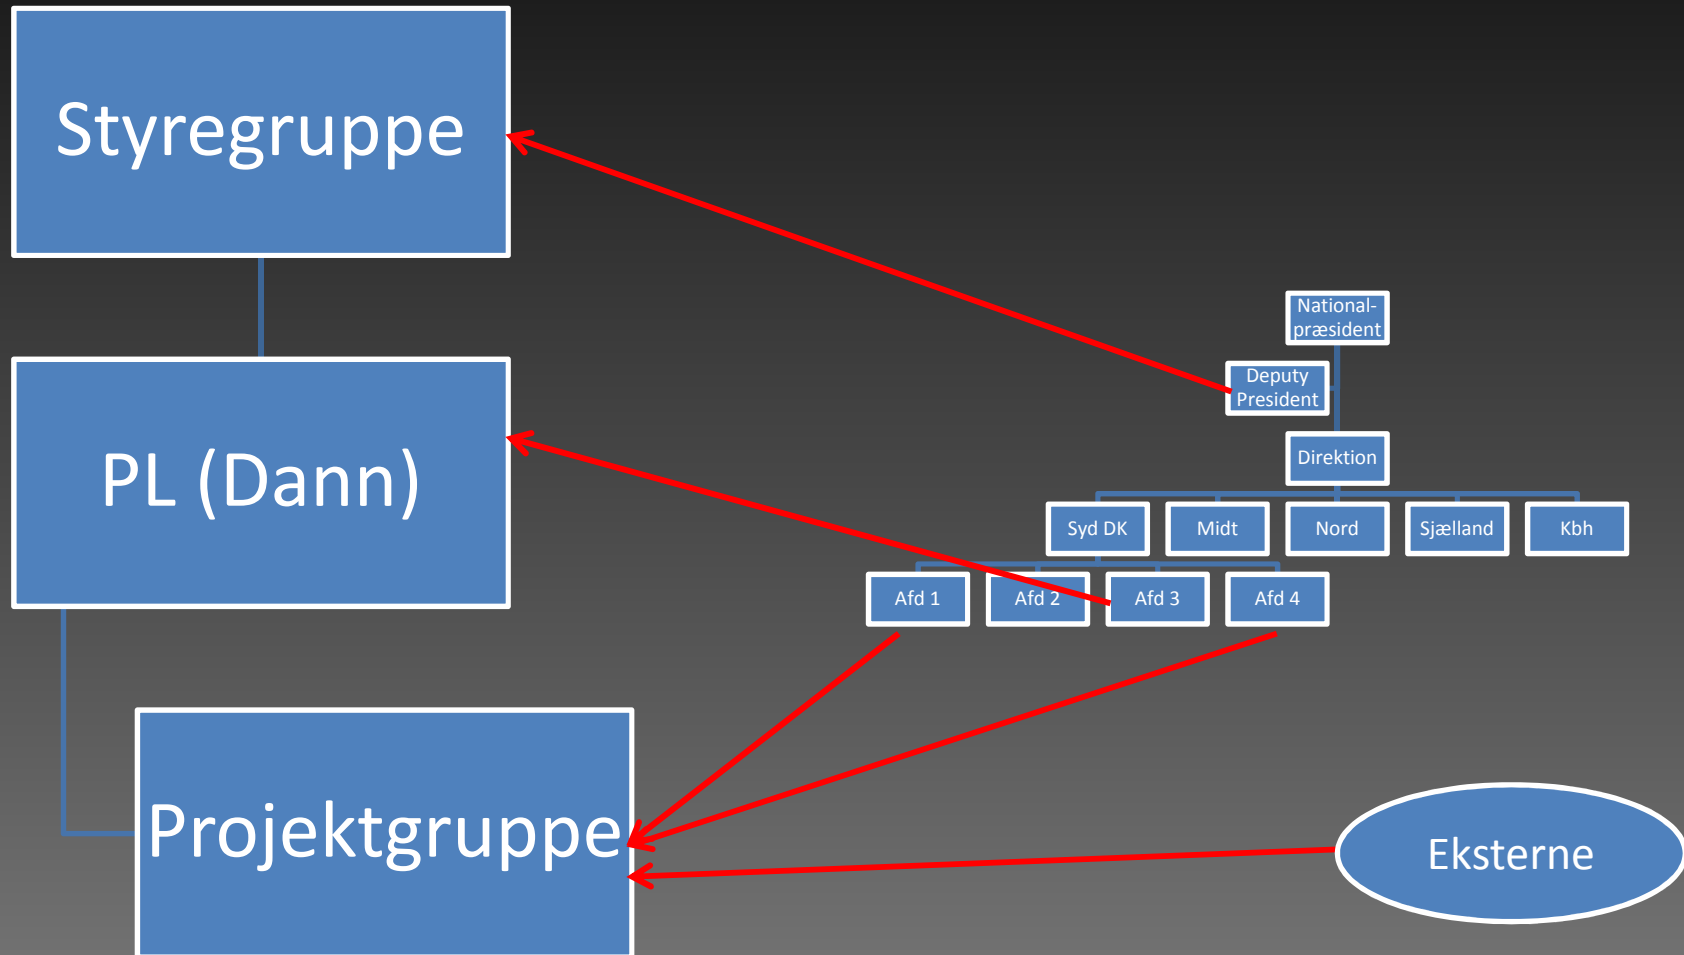 Styregruppe
PL (Dann)
Projektgruppe
National-
præsident
Deputy
President
Direktion
Syd DK
Midt
Nord
Sjælland
Kbh
Afd 1
Afd 2
Afd 3
Afd 4
Eksterne